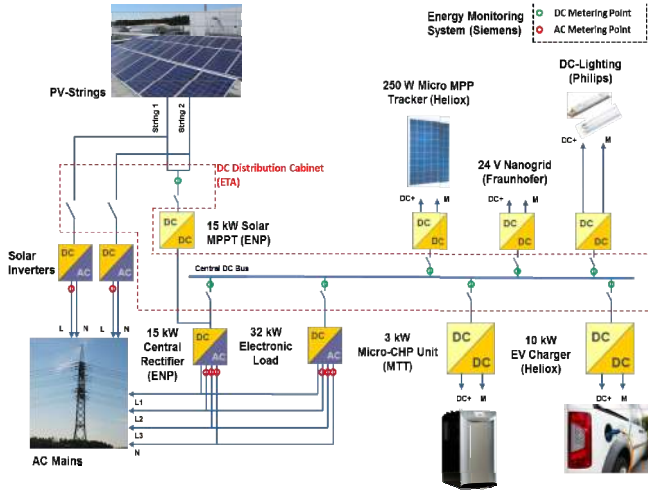 Energy Monitoring
System (Siemens)
DC Metering Point
AC Metering Point
PV-Strings
String 1
String 2
250 W Micro MPP
Tracker (Heliox)
DC-Lighting
(Philips)
DC+
M
24 V Nanogrid
(Fraunhofer)
DC Distribution Cabinet
(ETA)
DC+
M
DC+
M
DC
DC
15 kW Solar
MPPT (ENP)
DC
DC
DC
DC
DC
DC
Solar
Inverters
DC
AC
DC
AC
Central DC Bus
L
N
L
N
15 kW
Central
Rectifier
(ENP)
DC
AC
32 kW
Electronic
Load
DC
AC
3 kW
Micro-CHP Unit
(MTT)
DC
DC
10 kW
EV Charger
(Heliox)
DC
DC
DC+
M
DC+
M
L1
L2
L3
N
AC Mains